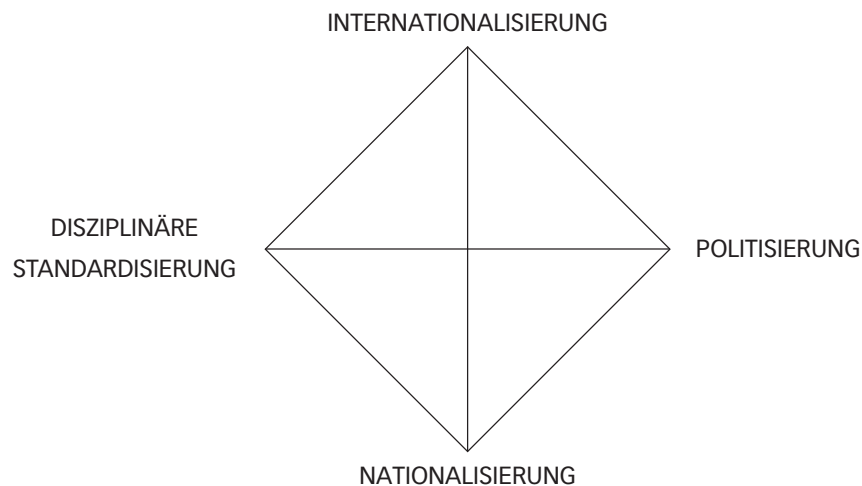 INTERNATIONALISIERUNG
DISZIPLINÄRE
STANDARDISIERUNG
POLITISIERUNG
NATIONALISIERUNG